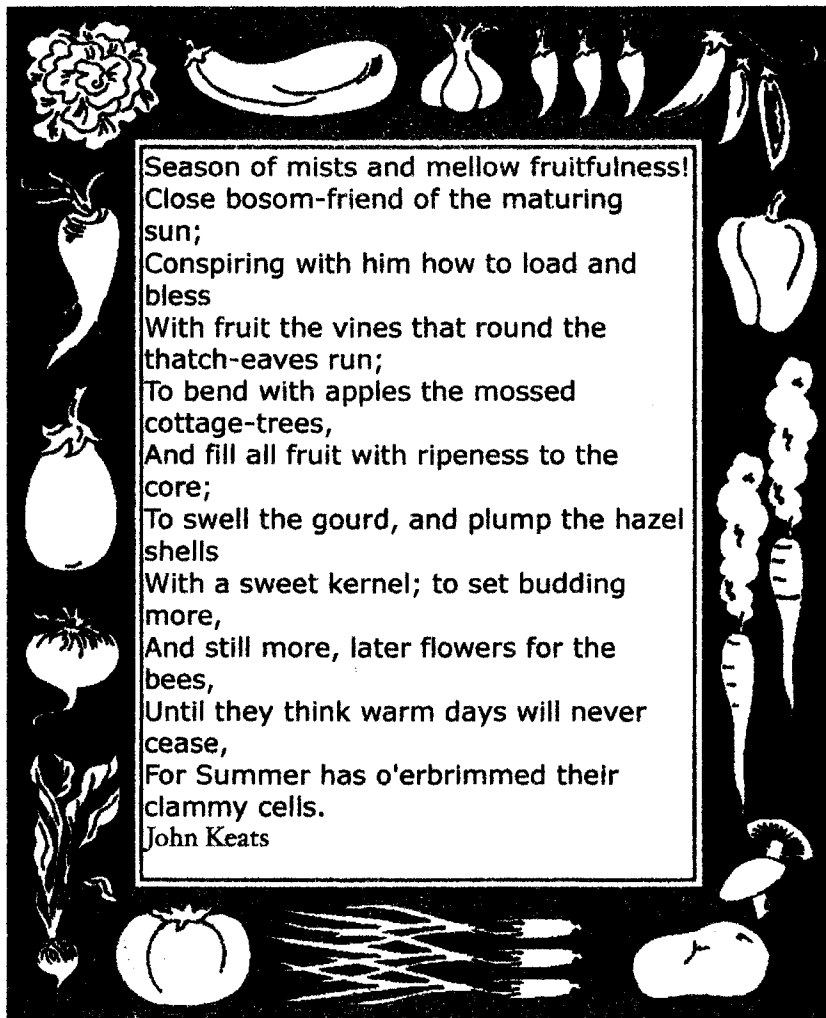 Season of mists and mellow fruitfulness!
Close bosom-friend of the maturing
sun;
Conspiring with him how to load and
bless
With fruit the vines that round the
thatch-eaves run;
To bend with apples the mossed
cottage-trees,
And fill all fruit with ripeness to the
core;
To swell the gourd, and plump the hazel
shells
With a sweet kernel; to set budding
more,
And still more, later flowers for the
bees,
Until they think warm days will never
cease,
For Summer has o'erbrimmed their
clammy cells.
John Keats